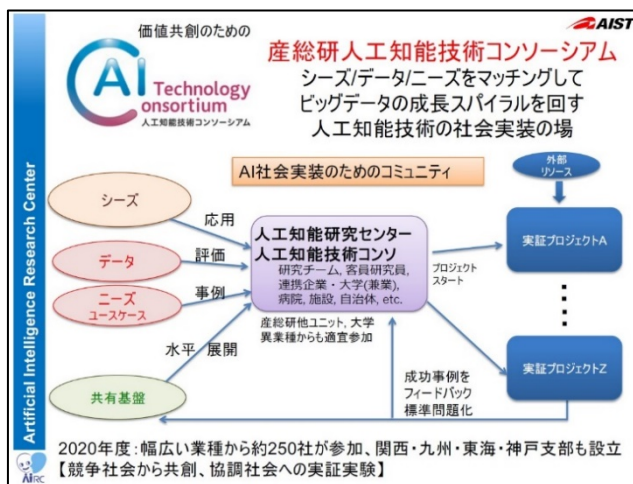 価値共創のための
AIST
AI Technology
Consortium
人工知能技術コンソーシアム
産総研人工知能技術コンソーシアム
シーズ/データ/ニーズをマッチングして
ビッグデータの成長スパイラルを回す
人工知能技術の社会実装の場
AI社会実装のためのコミュニティ
外部
リソース
シーズ
応用
データ
評価
ニーズ
ユースケース
事例
人工知能研究センター
人工知能技術コンソ
研究チーム, 客員研究員,
連携企業・大学(兼業),
病院, 施設, 自治体, etc.
産総研他ユニット, 大学
異業種からも適宜参加
プロジェクト
スタート
実証プロジェクトA
実証プロジェクトZ
水平 展開
共有基盤
成功事例を
フィードバック
標準問題化
2020年度:幅広い業種から約250社が参加、関西・九州・東海・神戸支部も設立
【競争社会から共創、協調社会への実証実験】
Artificial Intelligence Research Center
AIRC